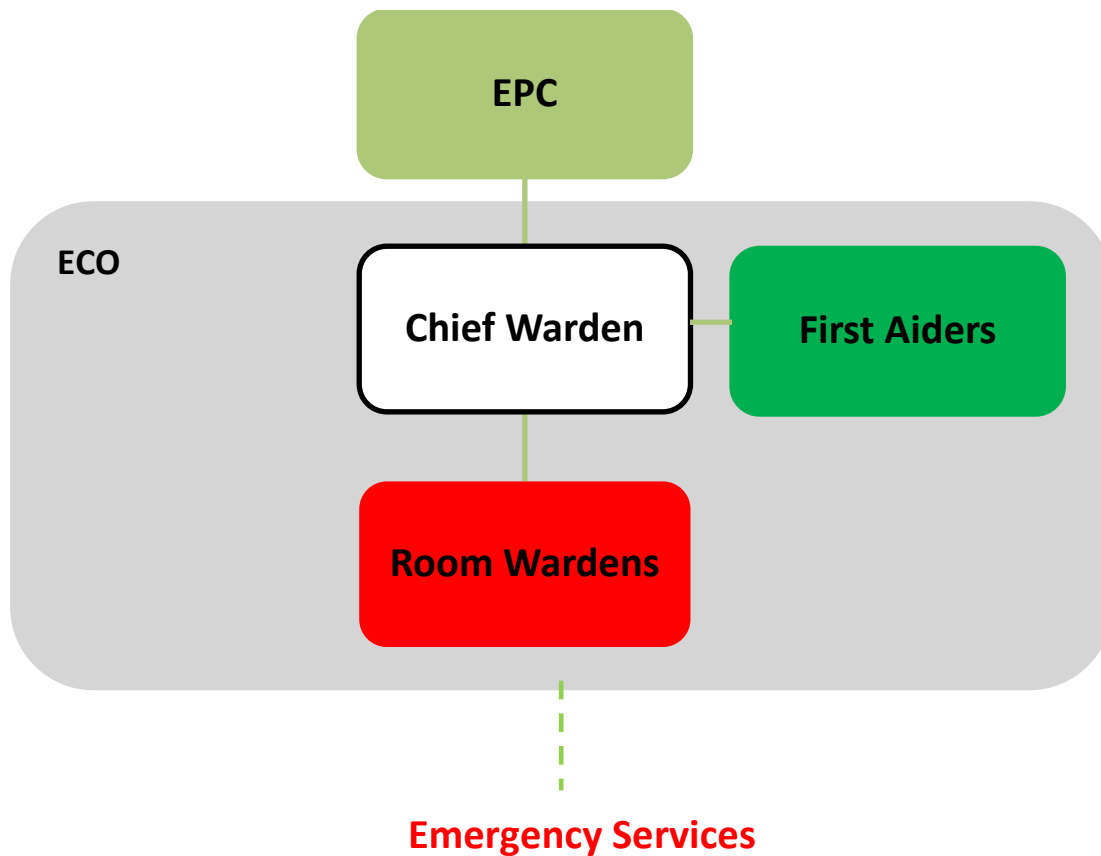 EPC
ECO
Chief Warden
First Aiders
Room Wardens
Emergency Services